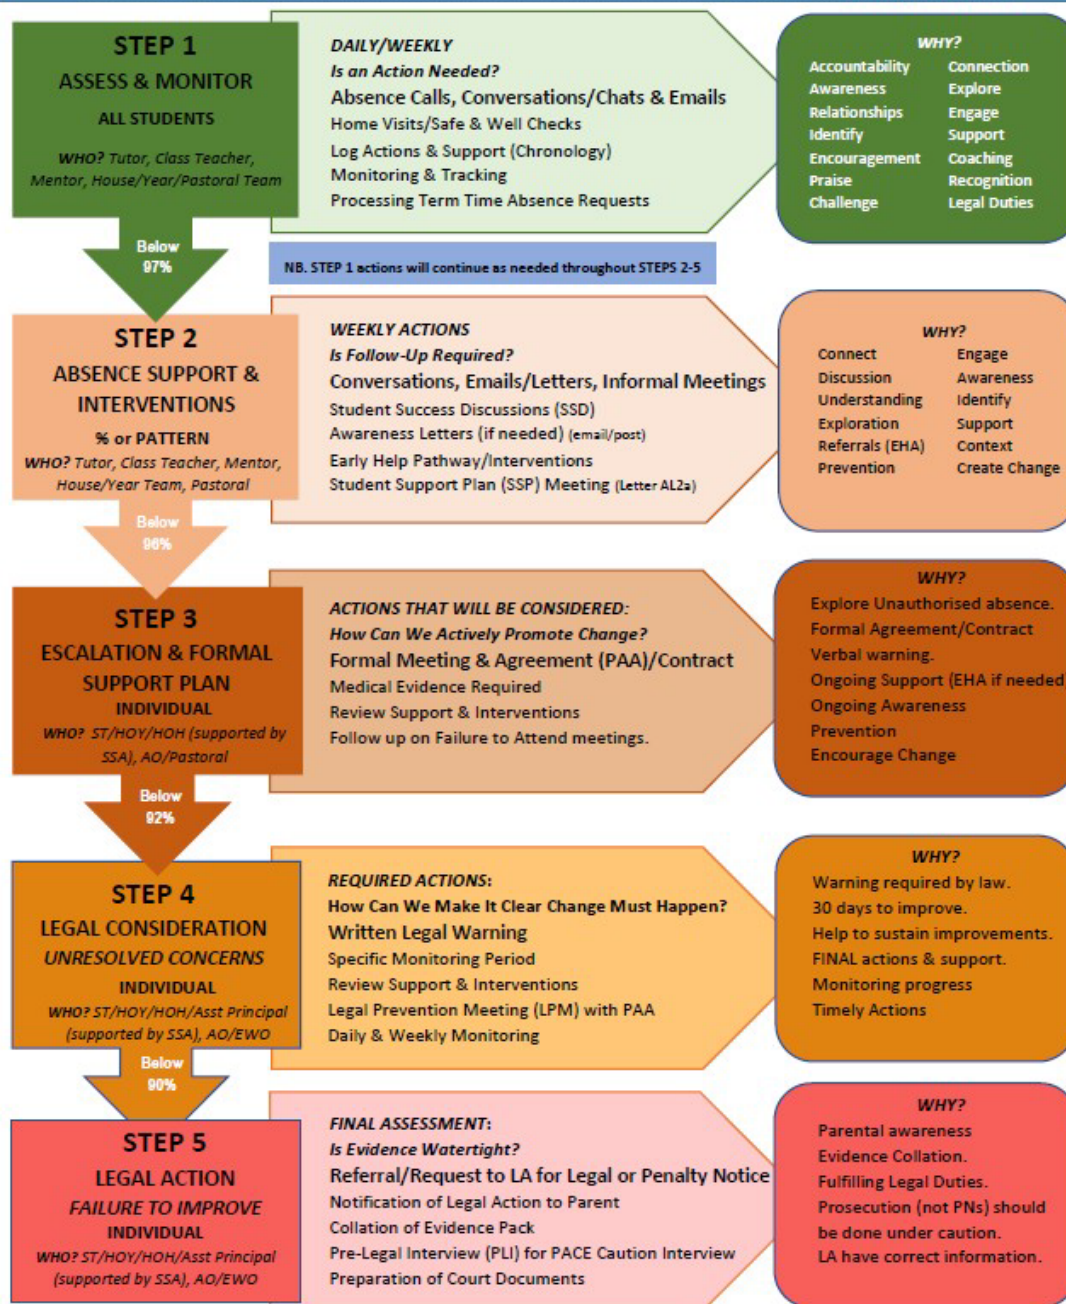 STEP 1
ASSESS & MONITOR
ALL STUDENTS
WHO? Tutor, Class Teacher,
Mentor, House/Year/Pastoral Team
DAILY/WEEKLY
Is an Action Needed?
Absence Calls, Conversations/Chats & Emails
Home Visits/Safe & Well Checks
Log Actions & Support (Chronology)
Monitoring & Tracking
Processing Term Time Absence Requests
WHY?
Accountability Connection
Awareness Explore
Relationships Engage
Identify Support
Encouragement Coaching
Praise Recognition
Challenge Legal Duties
Below
97%
NB. STEP 1 actions will continue as needed throughout STEPS 2-5
STEP 2
ABSENCE SUPPORT &
INTERVENTIONS
% or PATTERN
WHO? Tutor, Class Teacher, Mentor,
House/Year Team, Pastoral
WEEKLY ACTIONS
Is Follow-Up Required?
Conversations, Emails/Letters, Informal Meetings
Student Success Discussions (SSD)
Awareness Letters (if needed) (email/post)
Early Help Pathway/Interventions
Student Support Plan (SSP) Meeting (Letter AL2a)
WHY?
Connect Engage
Discussion Awareness
Understanding Identify
Exploration Support
Referrals (EHA) Context
Prevention Create Change
Below
96%
STEP 3
ESCALATION & FORMAL
SUPPORT PLAN
INDIVIDUAL
WHO? ST/HOY/HOH (supported by
SSA), AO/Pastoral
ACTIONS THAT WILL BE CONSIDERED:
How Can We Actively Promote Change?
Formal Meeting & Agreement (PAA)/Contract
Medical Evidence Required
Review Support & Interventions
Follow up on Failure to Attend meetings.
WHY?
Explore Unauthorised absence.
Formal Agreement/Contract
Verbal warning.
Ongoing Support (EHA if needed
Ongoing Awareness
Prevention
Encourage Change
Below
92%
STEP 4
LEGAL CONSIDERATION
UNRESOLVED CONCERNS
INDIVIDUAL
WHO? ST/HOY/HOH/Asst Principal
(supported by SSA), AO/EWO
REQUIRED ACTIONS:
How Can We Make It Clear Change Must Happen?
Written Legal Warning
Specific Monitoring Period
Review Support & Interventions
Legal Prevention Meeting (LPM) with PAA
Daily & Weekly Monitoring
WHY?
Warning required by law.
30 days to improve.
Help to sustain improvements.
FINAL actions & support.
Monitoring progress
Timely Actions
Below
90%
STEP 5
LEGAL ACTION
FAILURE TO IMPROVE
INDIVIDUAL
WHO? ST/HOY/HOH/Asst Principal
(supported by SSA), AO/EWO
FINAL ASSESSMENT:
Is Evidence Watertight?
Referral/Request to LA for Legal or Penalty Notice
Notification of Legal Action to Parent
Collation of Evidence Pack
Pre-Legal Interview (PLI) for PACE Caution Interview
Preparation of Court Documents
WHY?
Parental awareness
Evidence Collation.
Fulfilling Legal Duties.
Prosecution (not PNs) should
be done under caution.
LA have correct information.